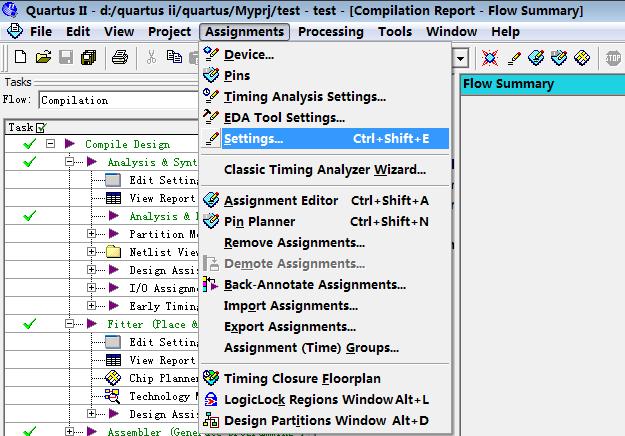 Quartus II - d:/quartus ii/quartus/Myprj/test - test - [Compilation Report - Flow Summary]
File Edit View Project Assignments Processing Tools Window Help
STOP
Tasks
Flow: Compilation
Task
Compile Design
Analysis & Synt
Edit Settin
View Report
Analysis &
Partition M
Netlist View
Design Assi
I/O Assignm
Early Timing
Fitter (Place &
Edit Settin
View Report
Chip Planne
Technology M
Design Assi
Assembler (Generate
Device...
Pins
Timing Analysis Settings...
EDA Tool Settings...
Settings... Ctrl+Shift+E
Classic Timing Analyzer Wizard...
Assignment Editor Ctrl+Shift+A
Pin Planner Ctrl+Shift+N
Remove Assignments...
Demote Assignments...
Back-Annotate Assignments...
Import Assignments...
Export Assignments...
Assignment (Time) Groups...
Timing Closure Floorplan
LogicLock Regions Window Alt+L
Design Partitions Window Alt+D
Flow Summary